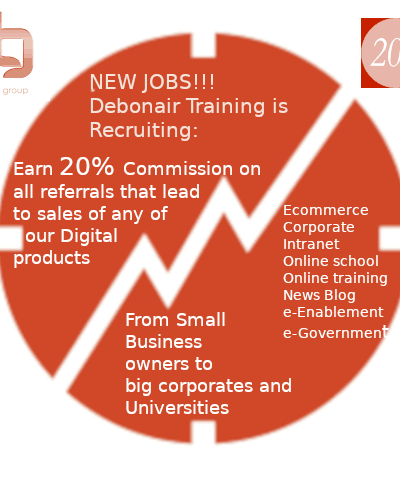 NEW JOBS!!!
Debonair Training is
Recruiting:
Earn 20% Commission on
all referrals that lead
to sales of any of
our Digital
products
Ecommerce
Corporate
Intranet
Online school
Online training
News Blog
e-Enablement
e-Government
From Small
Business
owners to
big corporates and
Universities
group
20